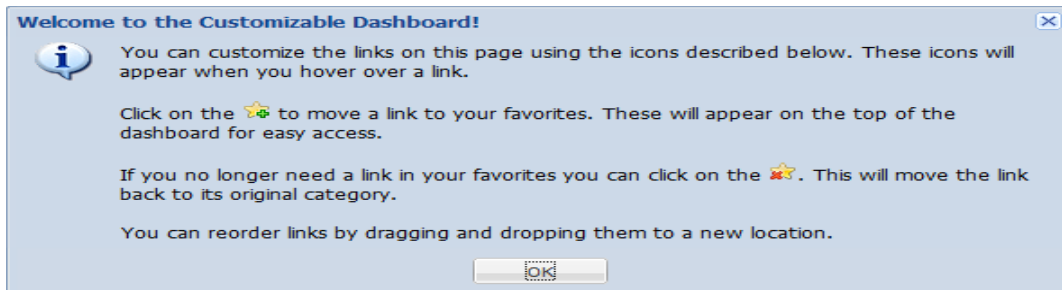 Welcome to the Customizable Dashboard!
You can customize the links on this page using the icons described below. These icons will
appear when you hover over a link.
Click on the to move a link to your favorites. These will appear on the top of the
dashboard for easy access.
If you no longer need a link in your favorites you can click on the . This will move the link
back to its original category.
You can reorder links by dragging and dropping them to a new location.
OK